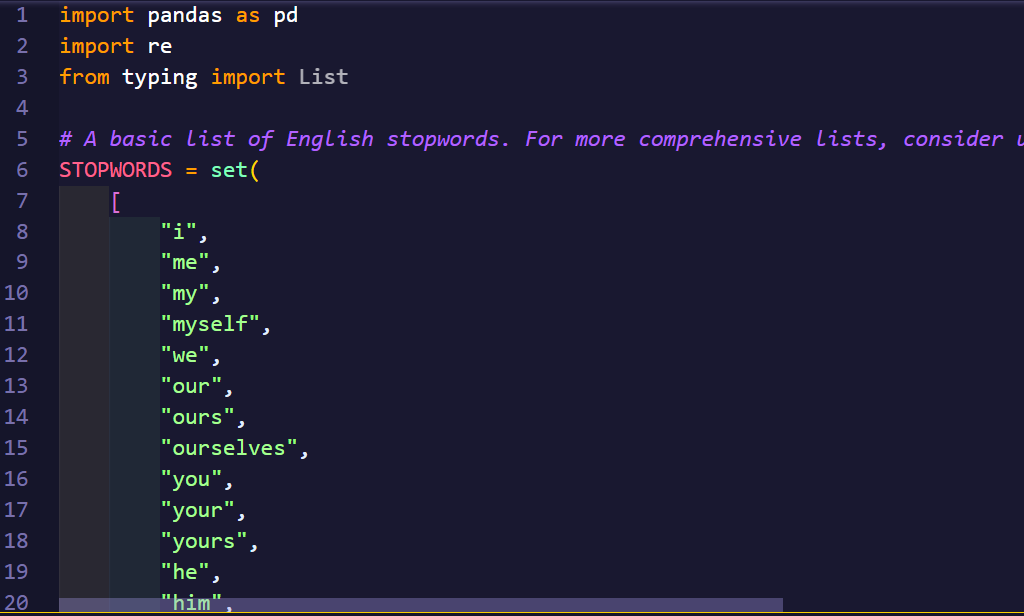 1 import pandas as pd
2 import re
3 from typing import List
4
5 # A basic list of English stopwords. For more comprehensive lists, consider
6 STOPWORDS = set(
7     [
8         "i",
9         "me",
10         "my",
11         "myself",
12         "we",
13         "our",
14         "ours",
15         "ourselves",
16         "you",
17         "your",
18         "yours",
19         "he",
20         "him",